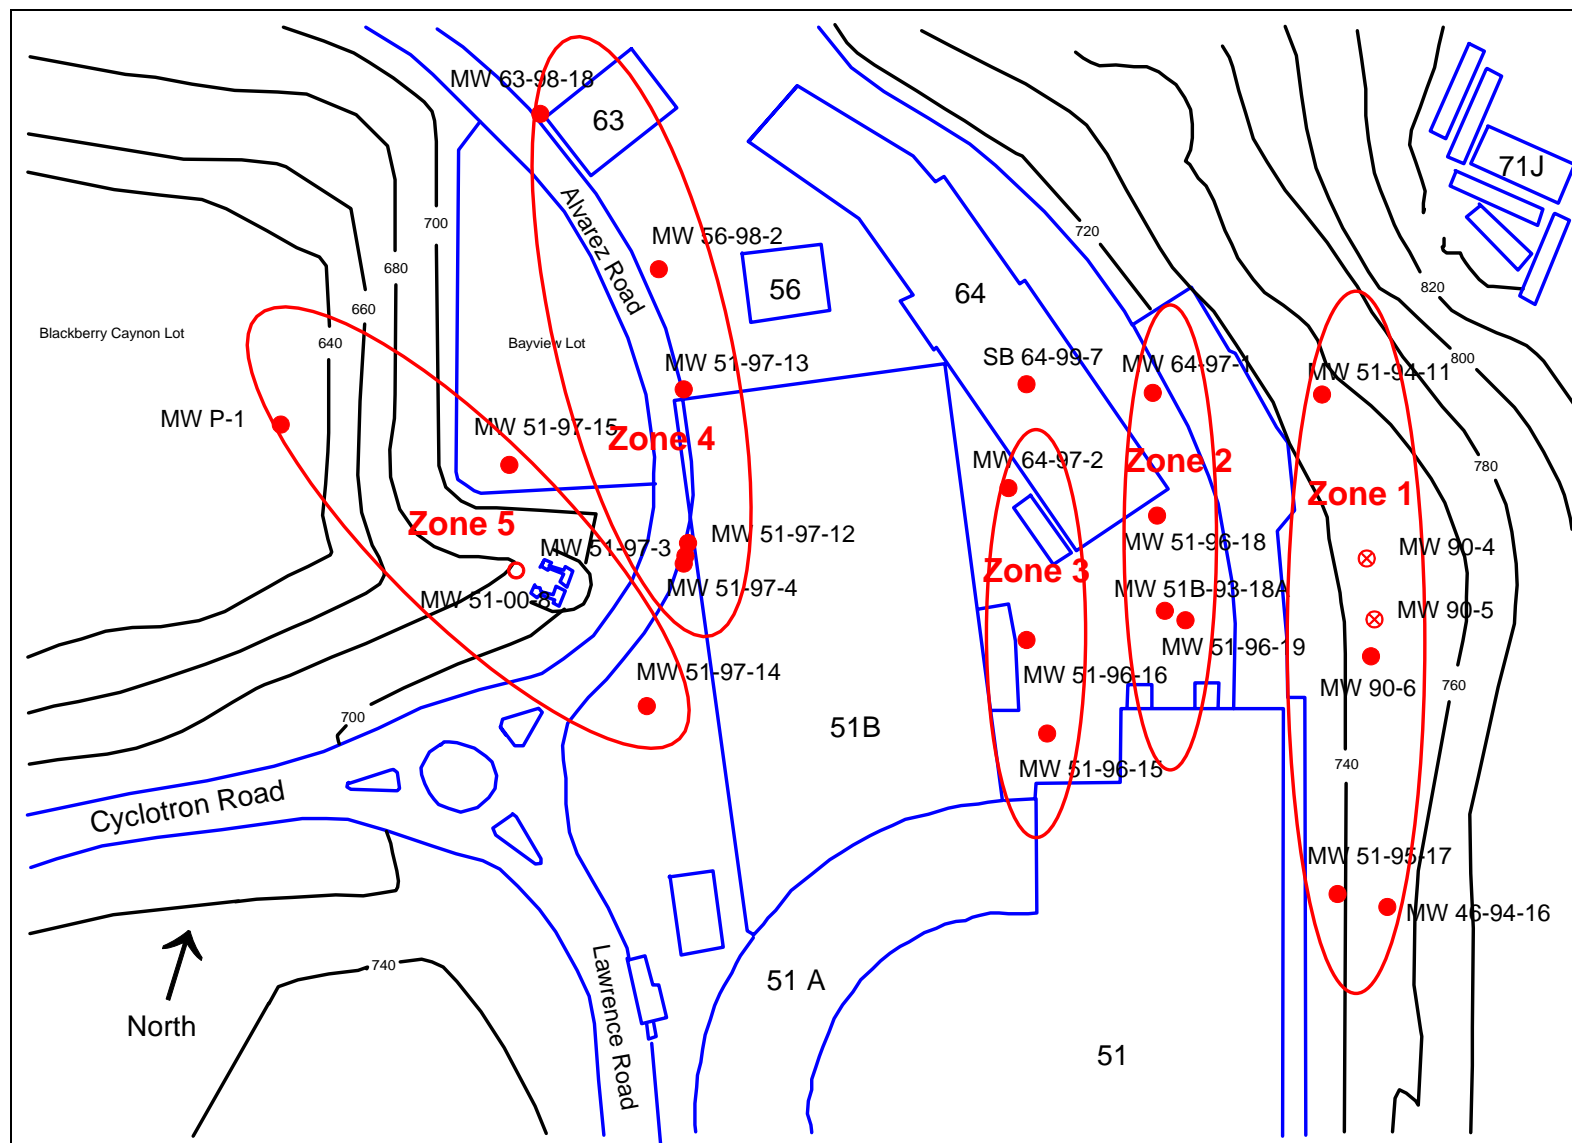 MW 63-98-18
63
71J
Alvarez Road
700
720
MW 56-98-2
680
56
64
820
660
Blackberry Caynon Lot
640
Bayview Lot
MW 51-97-13
SB 64-99-7
MW 64-97-1
800
MW 51-94-11
MW P-1
MW 51-97-15
Zone 4
MW 64-97-2
Zone 2
780
Zone 1
Zone 5
MW 51-97-3
MW 51-97-12
MW 51-96-18
MW 90-4
Zone 3
MW 51-97-4
MW 51-00-8
MW 51B-93-18A
MW 90-5
MW 51-96-19
MW 51-97-14
MW 51-96-16
MW 90-6
760
700
51B
740
MW 51-96-15
Cyclotron Road
MW 51-95-17
MW 46-94-16
740
51 A
Lawrence Road
North
51